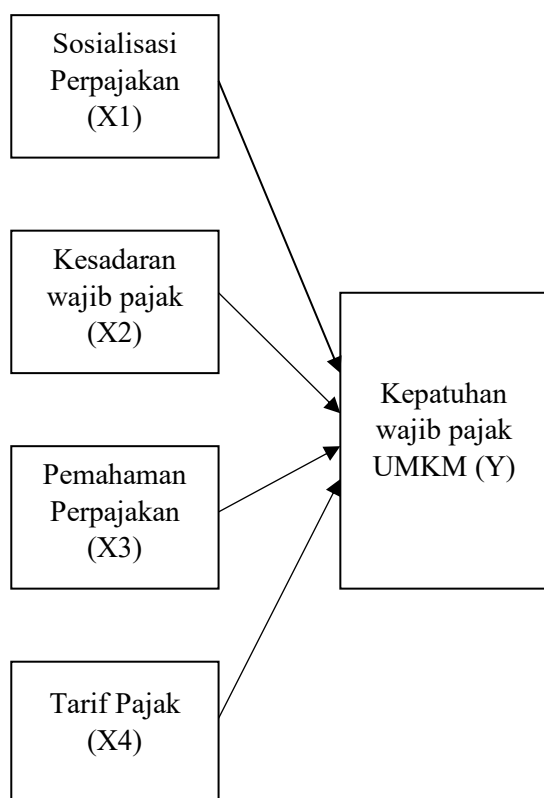 Sosialisasi
Perpajakan
(X1)
Kesadaran
wajib pajak
(X2)
Kepatuhan
wajib pajak
UMKM (Y)
Pemahaman
Perpajakan
(X3)
Tarif Pajak
(X4)